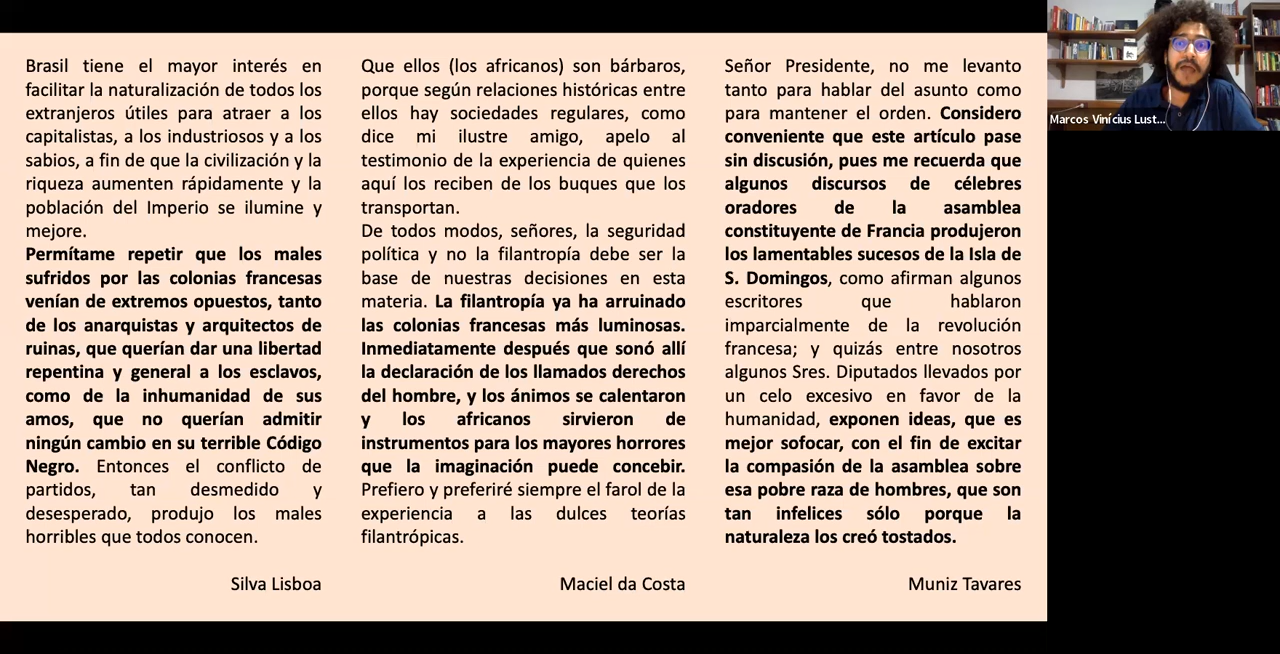 Brasil tiene el mayor interés en
facilitar la naturalización de todos los
extranjeros útiles para atraer a los
capitalistas, a los industriosos y a los
sabios, a fin de que la civilización y la
riqueza aumenten rápidamente y la
población del Imperio se ilumine y
mejore.
Permítame repetir que los males
sufridos por las colonias francesas
venían de extremos opuestos, tanto
de los anarquistas y arquitectos de
ruinas, que querían dar una libertad
repentina y general a los esclavos,
como de la inhumanidad de sus
amos, que no querían admitir
ningún cambio en su terrible Código
Negro. Entonces el conflicto de
partidos, tan desmedido y
desesperado, produjo los males
horribles que todos conocen.
Silva Lisboa
Que ellos (los africanos) son bárbaros,
porque según relaciones históricas entre
ellos hay sociedades regulares, como
dice mi ilustre amigo, apelo al
testimonio de la experiencia de quienes
aquí los reciben de los buques que los
transportan.
De todos modos, señores, la seguridad
política y no la filantropía debe ser la
base de nuestras decisiones en esta
materia. La filantropía ya ha arruinado
las colonias francesas más luminosas.
Inmediatamente después que sonó allí
la declaración de los llamados derechos
del hombre, y los ánimos se calentaron
y los africanos sirvieron de
instrumentos para los mayores horrores
que la imaginación puede concebir.
Prefiero y preferiré siempre el farol de la
experiencia a las dulces teorías
filantrópicas.
Maciel da Costa
Señor Presidente, no me levanto
tanto para hablar del asunto como
para mantener el orden. Considero
conveniente que este artículo pase
sin discusión, pues me recuerda que
algunos discursos de célebres
oradores de la asamblea
constituyente de Francia produjeron
los lamentables sucesos de la Isla de
S. Domingos, como afirman algunos
escritores que hablaron
imparcialmente de la revolución
francesa; y quizás entre nosotros
algunos Sres. Diputados llevados por
un celo excesivo en favor de la
humanidad, exponen ideas, que es
mejor sofocar, con el fin de excitar
la compasión de la asamblea sobre
esa pobre raza de hombres, que son
tan infelices sólo porque la
naturaleza los creó tostados.
Muniz Tavares
Marcos Vinícius Lust...